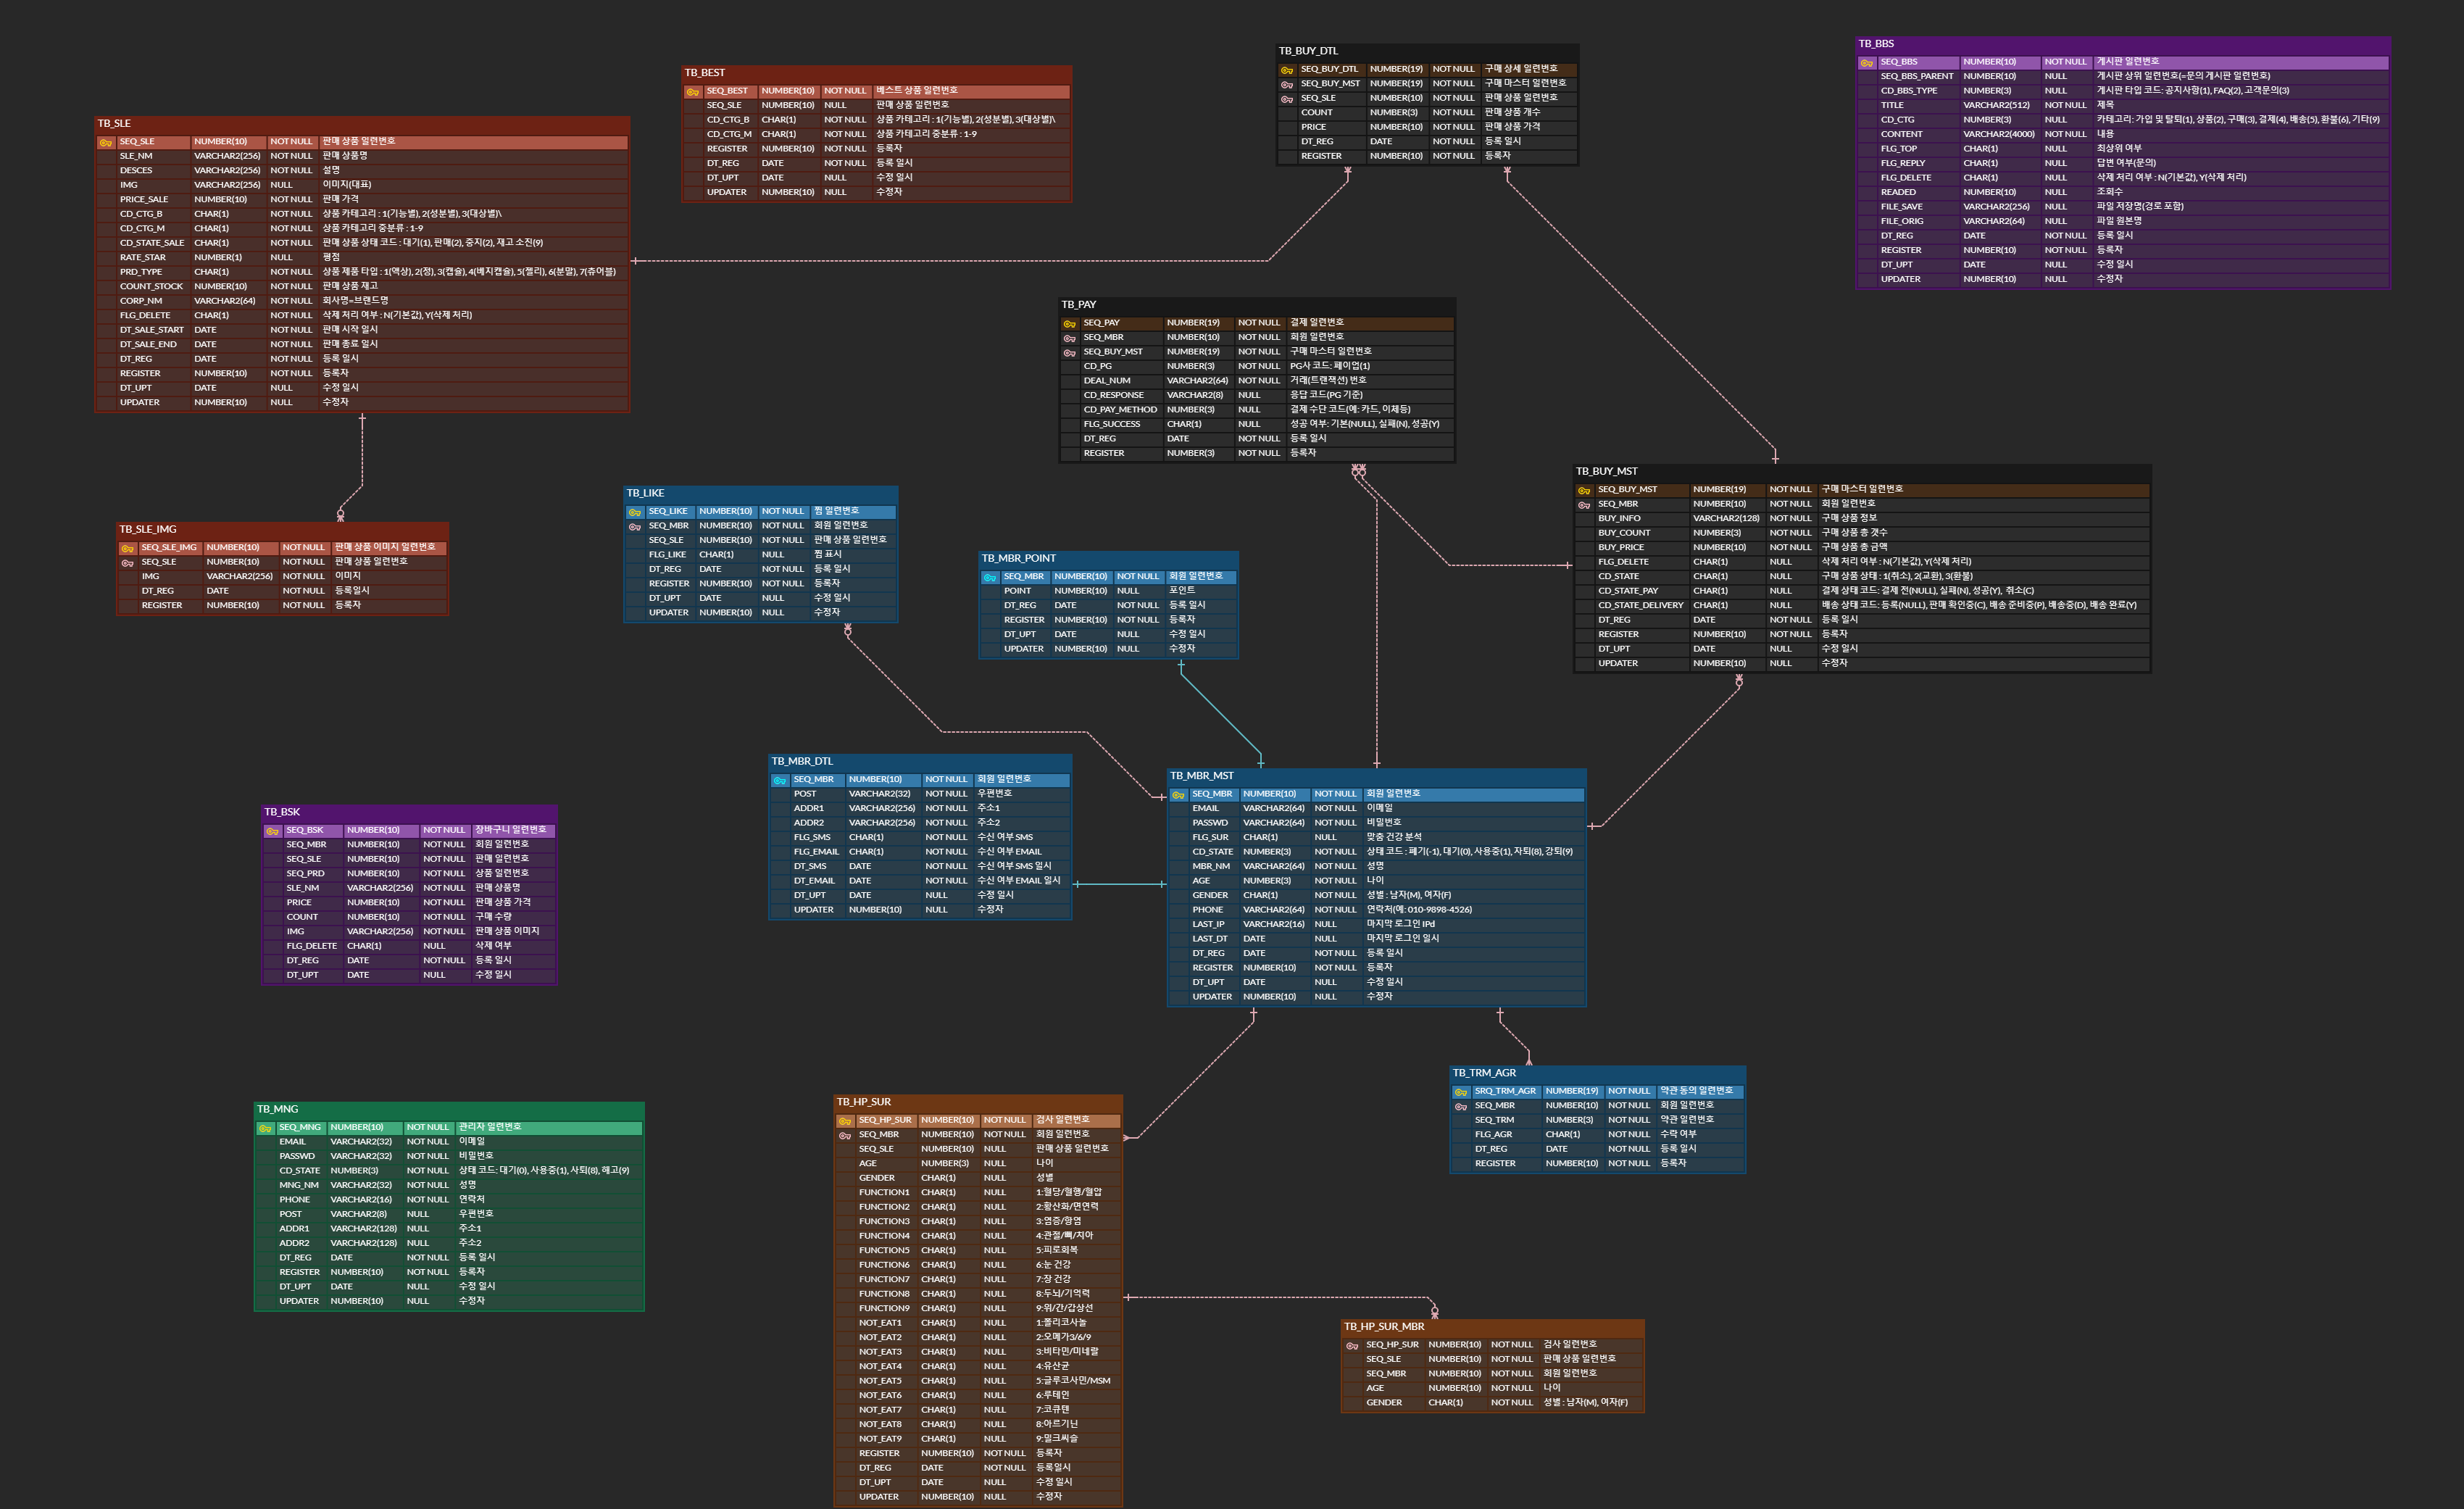 TB_BUY_DTL
SEQ_BUY_DTL NUMBER(19) NOT NULL 구매 상세 일련번호
SEQ_BUY_MST NUMBER(19) NOT NULL 구매 마스터 일련번호
SEQ_SLE NUMBER(10) NOT NULL 판매 상품 일련번호
COUNT NUMBER(3) NOT NULL 판매 상품 개수
PRICE NUMBER(10) NOT NULL 판매 상품 가격
DT_REG DATE NOT NULL 등록 일시
REGISTER NUMBER(10) NOT NULL 등록자
TB_BBS
SEQ_BBS NUMBER(10) NOT NULL 게시판 일련번호
SEQ_BBS_PARENT NUMBER(10) NULL 게시판 상위 일련번호(=문의 게시판 일련번호)
CD_BBS_TYPE NUMBER(3) NULL 게시판 타입 코드: 공지사항(1), FAQ(2), 고객문의(3)
TITLE VARCHAR2(512) NOT NULL 제목
CD_CTG NUMBER(3) NULL 카테고리: 가입 및 탈퇴(1), 상품(2), 구매(3), 결제(4), 배송(5), 환불(6), 기타(9)
CONTENT VARCHAR2(4000) NOT NULL 내용
FLG_TOP CHAR(1) NULL 최상위 여부
FLG_REPLY CHAR(1) NULL 답변 여부(문의)
FLG_DELETE CHAR(1) NULL 삭제 처리 여부 : N(기본값), Y(삭제 처리)
READED NUMBER(10) NULL 조회수
FILE_SAVE VARCHAR2(256) NULL 파일 저장명(경로 포함)
FILE_ORIG VARCHAR2(64) NULL 파일 원본명
DT_REG DATE NOT NULL 등록 일시
REGISTER NUMBER(10) NOT NULL 등록자
DT_UPT DATE NULL 수정 일시
UPDATER NUMBER(10) NULL 수정자
TB_BEST
SEQ_BEST NUMBER(10) NOT NULL 베스트 상품 일련번호
SEQ_SLE NUMBER(10) NULL 판매 상품 일련번호
CD_CTG_B CHAR(1) NOT NULL 상품 카테고리 : 1(기능별), 2(성분별), 3(대상별)\
CD_CTG_M CHAR(1) NOT NULL 상품 카테고리 중분류 : 1-9
REGISTER NUMBER(10) NOT NULL 등록자
DT_REG DATE NOT NULL 등록 일시
DT_UPT DATE NULL 수정 일시
UPDATER NUMBER(10) NULL 수정자
TB_SLE
SEQ_SLE NUMBER(10) NOT NULL 판매 상품 일련번호
SLE_NM VARCHAR2(256) NOT NULL 판매 상품명
DESCES VARCHAR2(256) NOT NULL 설명
IMG VARCHAR2(256) NULL 이미지(대표)
PRICE_SALE NUMBER(10) NOT NULL 판매 가격
CD_CTG_B CHAR(1) NOT NULL 상품 카테고리 : 1(기능별), 2(성분별), 3(대상별)\
CD_CTG_M CHAR(1) NOT NULL 상품 카테고리 중분류 : 1-9
CD_STATE_SALE CHAR(1) NOT NULL 판매 상품 상태 코드 : 대기(1), 판매(2), 중지(2), 재고 소진(9)
RATE_STAR NUMBER(1) NULL 평점
PRD_TYPE CHAR(1) NOT NULL 상품 제품 타입 : 1(액상), 2(정), 3(캡슐), 4(베지캡슐), 5(젤리), 6(분말), 7(츄어블)
COUNT_STOCK NUMBER(10) NOT NULL 판매 상품 재고
CORP_NM VARCHAR2(64) NOT NULL 회사명=브랜드명
FLG_DELETE CHAR(1) NOT NULL 삭제 처리 여부 : N(기본값), Y(삭제 처리)
DT_SALE_START DATE NOT NULL 판매 시작 일시
DT_SALE_END DATE NOT NULL 판매 종료 일시
DT_REG DATE NOT NULL 등록 일시
REGISTER NUMBER(10) NOT NULL 등록자
DT_UPT DATE NULL 수정 일시
UPDATER NUMBER(10) NULL 수정자
TB_PAY
SEQ_PAY NUMBER(19) NOT NULL 결제 일련번호
SEQ_MBR NUMBER(10) NOT NULL 회원 일련번호
SEQ_BUY_MST NUMBER(19) NOT NULL 구매 마스터 일련번호
CD_PG NUMBER(3) NOT NULL PG사 코드: 페이업(1)
DEAL_NUM VARCHAR2(64) NOT NULL 거래(트랜잭션) 번호
CD_RESPONSE VARCHAR2(8) NULL 응답 코드(PG 기준)
CD_PAY_METHOD NUMBER(3) NULL 결제 수단 코드(예: 카드, 이체등)
FLG_SUCCESS CHAR(1) NULL 성공 여부: 기본(NULL), 실패(N), 성공(Y)
DT_REG DATE NOT NULL 등록 일시
REGISTER NUMBER(3) NOT NULL 등록자
TB_BUY_MST
SEQ_BUY_MST NUMBER(19) NOT NULL 구매 마스터 일련번호
SEQ_MBR NUMBER(10) NOT NULL 회원 일련번호
BUY_INFO VARCHAR2(128) NOT NULL 구매 상품 정보
BUY_COUNT NUMBER(3) NOT NULL 구매 상품 총 갯수
BUY_PRICE NUMBER(10) NOT NULL 구매 상품 총 금액
FLG_DELETE CHAR(1) NULL 삭제 처리 여부 : N(기본값), Y(삭제 처리)
CD_STATE CHAR(1) NULL 구매 상품 상태 : 1(취소), 2(교환), 3(환불)
CD_STATE_PAY CHAR(1) NULL 결제 상태 코드: 결제 전(NULL), 실패(N), 성공(Y), 취소(C)
CD_STATE_DELIVERY CHAR(1) NULL 배송 상태 코드: 등록(NULL), 판매 확인중(C), 배송 준비중(P), 배송중(D), 배송 완료(Y)
DT_REG DATE NOT NULL 등록 일시
REGISTER NUMBER(10) NOT NULL 등록자
DT_UPT DATE NULL 수정 일시
UPDATER NUMBER(10) NULL 수정자
TB_LIKE
SEQ_LIKE NUMBER(10) NOT NULL 찜 일련번호
SEQ_MBR NUMBER(10) NOT NULL 회원 일련번호
SEQ_SLE NUMBER(10) NOT NULL 판매 상품 일련번호
FLG_LIKE CHAR(1) NULL 찜 표시
DT_REG DATE NOT NULL 등록 일시
REGISTER NUMBER(10) NOT NULL 등록자
DT_UPT DATE NULL 수정 일시
UPDATER NUMBER(10) NULL 수정자
TB_SLE_IMG
SEQ_SLE_IMG NUMBER(10) NOT NULL 판매 상품 이미지 일련번호
SEQ_SLE NUMBER(10) NOT NULL 판매 상품 일련번호
IMG VARCHAR2(256) NOT NULL 이미지
DT_REG DATE NOT NULL 등록일시
REGISTER NUMBER(10) NOT NULL 등록자
TB_MBR_POINT
SEQ_MBR NUMBER(10) NOT NULL 회원 일련번호
POINT NUMBER(10) NULL 포인트
DT_REG DATE NOT NULL 등록 일시
REGISTER NUMBER(10) NOT NULL 등록자
DT_UPT DATE NULL 수정 일시
UPDATER NUMBER(10) NULL 수정자
TB_MBR_DTL
SEQ_MBR NUMBER(10) NOT NULL 회원 일련번호
POST VARCHAR2(32) NOT NULL 우편번호
ADDR1 VARCHAR2(256) NOT NULL 주소1
ADDR2 VARCHAR2(256) NOT NULL 주소2
FLG_SMS CHAR(1) NOT NULL 수신 여부 SMS
FLG_EMAIL CHAR(1) NOT NULL 수신 여부 EMAIL
DT_SMS DATE NOT NULL 수신 여부 SMS 일시
DT_EMAIL DATE NOT NULL 수신 여부 EMAIL 일시
DT_UPT DATE NULL 수정 일시
UPDATER NUMBER(10) NULL 수정자
TB_MBR_MST
SEQ_MBR NUMBER(10) NOT NULL 회원 일련번호
EMAIL VARCHAR2(64) NOT NULL 이메일
PASSWD VARCHAR2(64) NOT NULL 비밀번호
FLG_SUR CHAR(1) NULL 맞춤 건강 분석
CD_STATE NUMBER(3) NOT NULL 상태 코드 : 폐기(-1), 대기(0), 사용중(1), 자퇴(8), 강퇴(9)
MBR_NM VARCHAR2(64) NOT NULL 성명
AGE NUMBER(3) NOT NULL 나이
GENDER CHAR(1) NOT NULL 성별 : 남자(M), 여자(F)
PHONE VARCHAR2(64) NOT NULL 연락처(예: 010-9898-4526)
LAST_IP VARCHAR2(16) NULL 마지막 로그인 IPd
LAST_DT DATE NULL 마지막 로그인 일시
DT_REG DATE NOT NULL 등록 일시
REGISTER NUMBER(10) NOT NULL 등록자
DT_UPT DATE NULL 수정 일시
UPDATER NUMBER(10) NULL 수정자
TB_BSK
SEQ_BSK NUMBER(10) NOT NULL 장바구니 일련번호
SEQ_MBR NUMBER(10) NOT NULL 회원 일련번호
SEQ_SLE NUMBER(10) NOT NULL 판매 일련번호
SEQ_PRD NUMBER(10) NOT NULL 상품 일련번호
SLE_NM VARCHAR2(256) NOT NULL 판매 상품명
PRICE NUMBER(10) NOT NULL 판매 상품 가격
COUNT NUMBER(10) NOT NULL 구매 수량
IMG VARCHAR2(256) NOT NULL 판매 상품 이미지
FLG_DELETE CHAR(1) NULL 삭제 여부
DT_REG DATE NOT NULL 등록 일시
DT_UPT DATE NULL 수정 일시
TB_TRM_AGR
SRQ_TRM_AGR NUMBER(19) NOT NULL 약관 동의 일련번호
SEQ_MBR NUMBER(10) NOT NULL 회원 일련번호
SEQ_TRM NUMBER(3) NOT NULL 약관 일련번호
FLG_AGR CHAR(1) NOT NULL 수락 여부
DT_REG DATE NOT NULL 등록 일시
REGISTER NUMBER(10) NOT NULL 등록자
TB_MNG
SEQ_MNG NUMBER(10) NOT NULL 관리자 일련번호
EMAIL VARCHAR2(32) NOT NULL 이메일
PASSWD VARCHAR2(32) NOT NULL 비밀번호
CD_STATE NUMBER(3) NOT NULL 상태 코드: 대기(0), 사용중(1), 사퇴(8), 해고(9)
MNG_NM VARCHAR2(32) NOT NULL 성명
PHONE VARCHAR2(16) NOT NULL 연락처
POST VARCHAR2(8) NULL 우편번호
ADDR1 VARCHAR2(128) NULL 주소1
ADDR2 VARCHAR2(128) NULL 주소2
DT_REG DATE NOT NULL 등록 일시
REGISTER NUMBER(10) NOT NULL 등록자
DT_UPT DATE NULL 수정 일시
UPDATER NUMBER(10) NULL 수정자
TB_HP_SUR
SEQ_HP_SUR NUMBER(10) NOT NULL 검사 일련번호
SEQ_MBR NUMBER(10) NOT NULL 회원 일련번호
SEQ_SLE NUMBER(10) NULL 판매 상품 일련번호
AGE NUMBER(3) NULL 나이
GENDER CHAR(1) NULL 성별
FUNCTION1 CHAR(1) NULL 1:혈당/혈행/혈압
FUNCTION2 CHAR(1) NULL 2:황산화/면연력
FUNCTION3 CHAR(1) NULL 3:염증/항염
FUNCTION4 CHAR(1) NULL 4:관절/뼈/치아
FUNCTION5 CHAR(1) NULL 5:피로회복
FUNCTION6 CHAR(1) NULL 6:눈 건강
FUNCTION7 CHAR(1) NULL 7:장 건강
FUNCTION8 CHAR(1) NULL 8:두뇌/기억력
FUNCTION9 CHAR(1) NULL 9:위/간/갑상선
NOT_EAT1 CHAR(1) NULL 1:폴리코사놀
NOT_EAT2 CHAR(1) NULL 2:오메가3/6/9
NOT_EAT3 CHAR(1) NULL 3:비타민/미네랄
NOT_EAT4 CHAR(1) NULL 4:유산균
NOT_EAT5 CHAR(1) NULL 5:글루코사민/MSM
NOT_EAT6 CHAR(1) NULL 6:루테인
NOT_EAT7 CHAR(1) NULL 7:코큐텐
NOT_EAT8 CHAR(1) NULL 8:아르기닌
NOT_EAT9 CHAR(1) NULL 9:밀크씨슬
REGISTER NUMBER(10) NOT NULL 등록자
DT_REG DATE NOT NULL 등록일시
DT_UPT DATE NULL 수정 일시
UPDATER NUMBER(10) NULL 수정자
TB_HP_SUR_MBR
SEQ_HP_SUR NUMBER(10) NOT NULL 검사 일련번호
SEQ_SLE NUMBER(10) NOT NULL 판매 상품 일련번호
SEQ_MBR NUMBER(10) NOT NULL 회원 일련번호
AGE NUMBER(10) NOT NULL 나이
GENDER CHAR(1) NOT NULL 성별 : 남자(M), 여자(F)